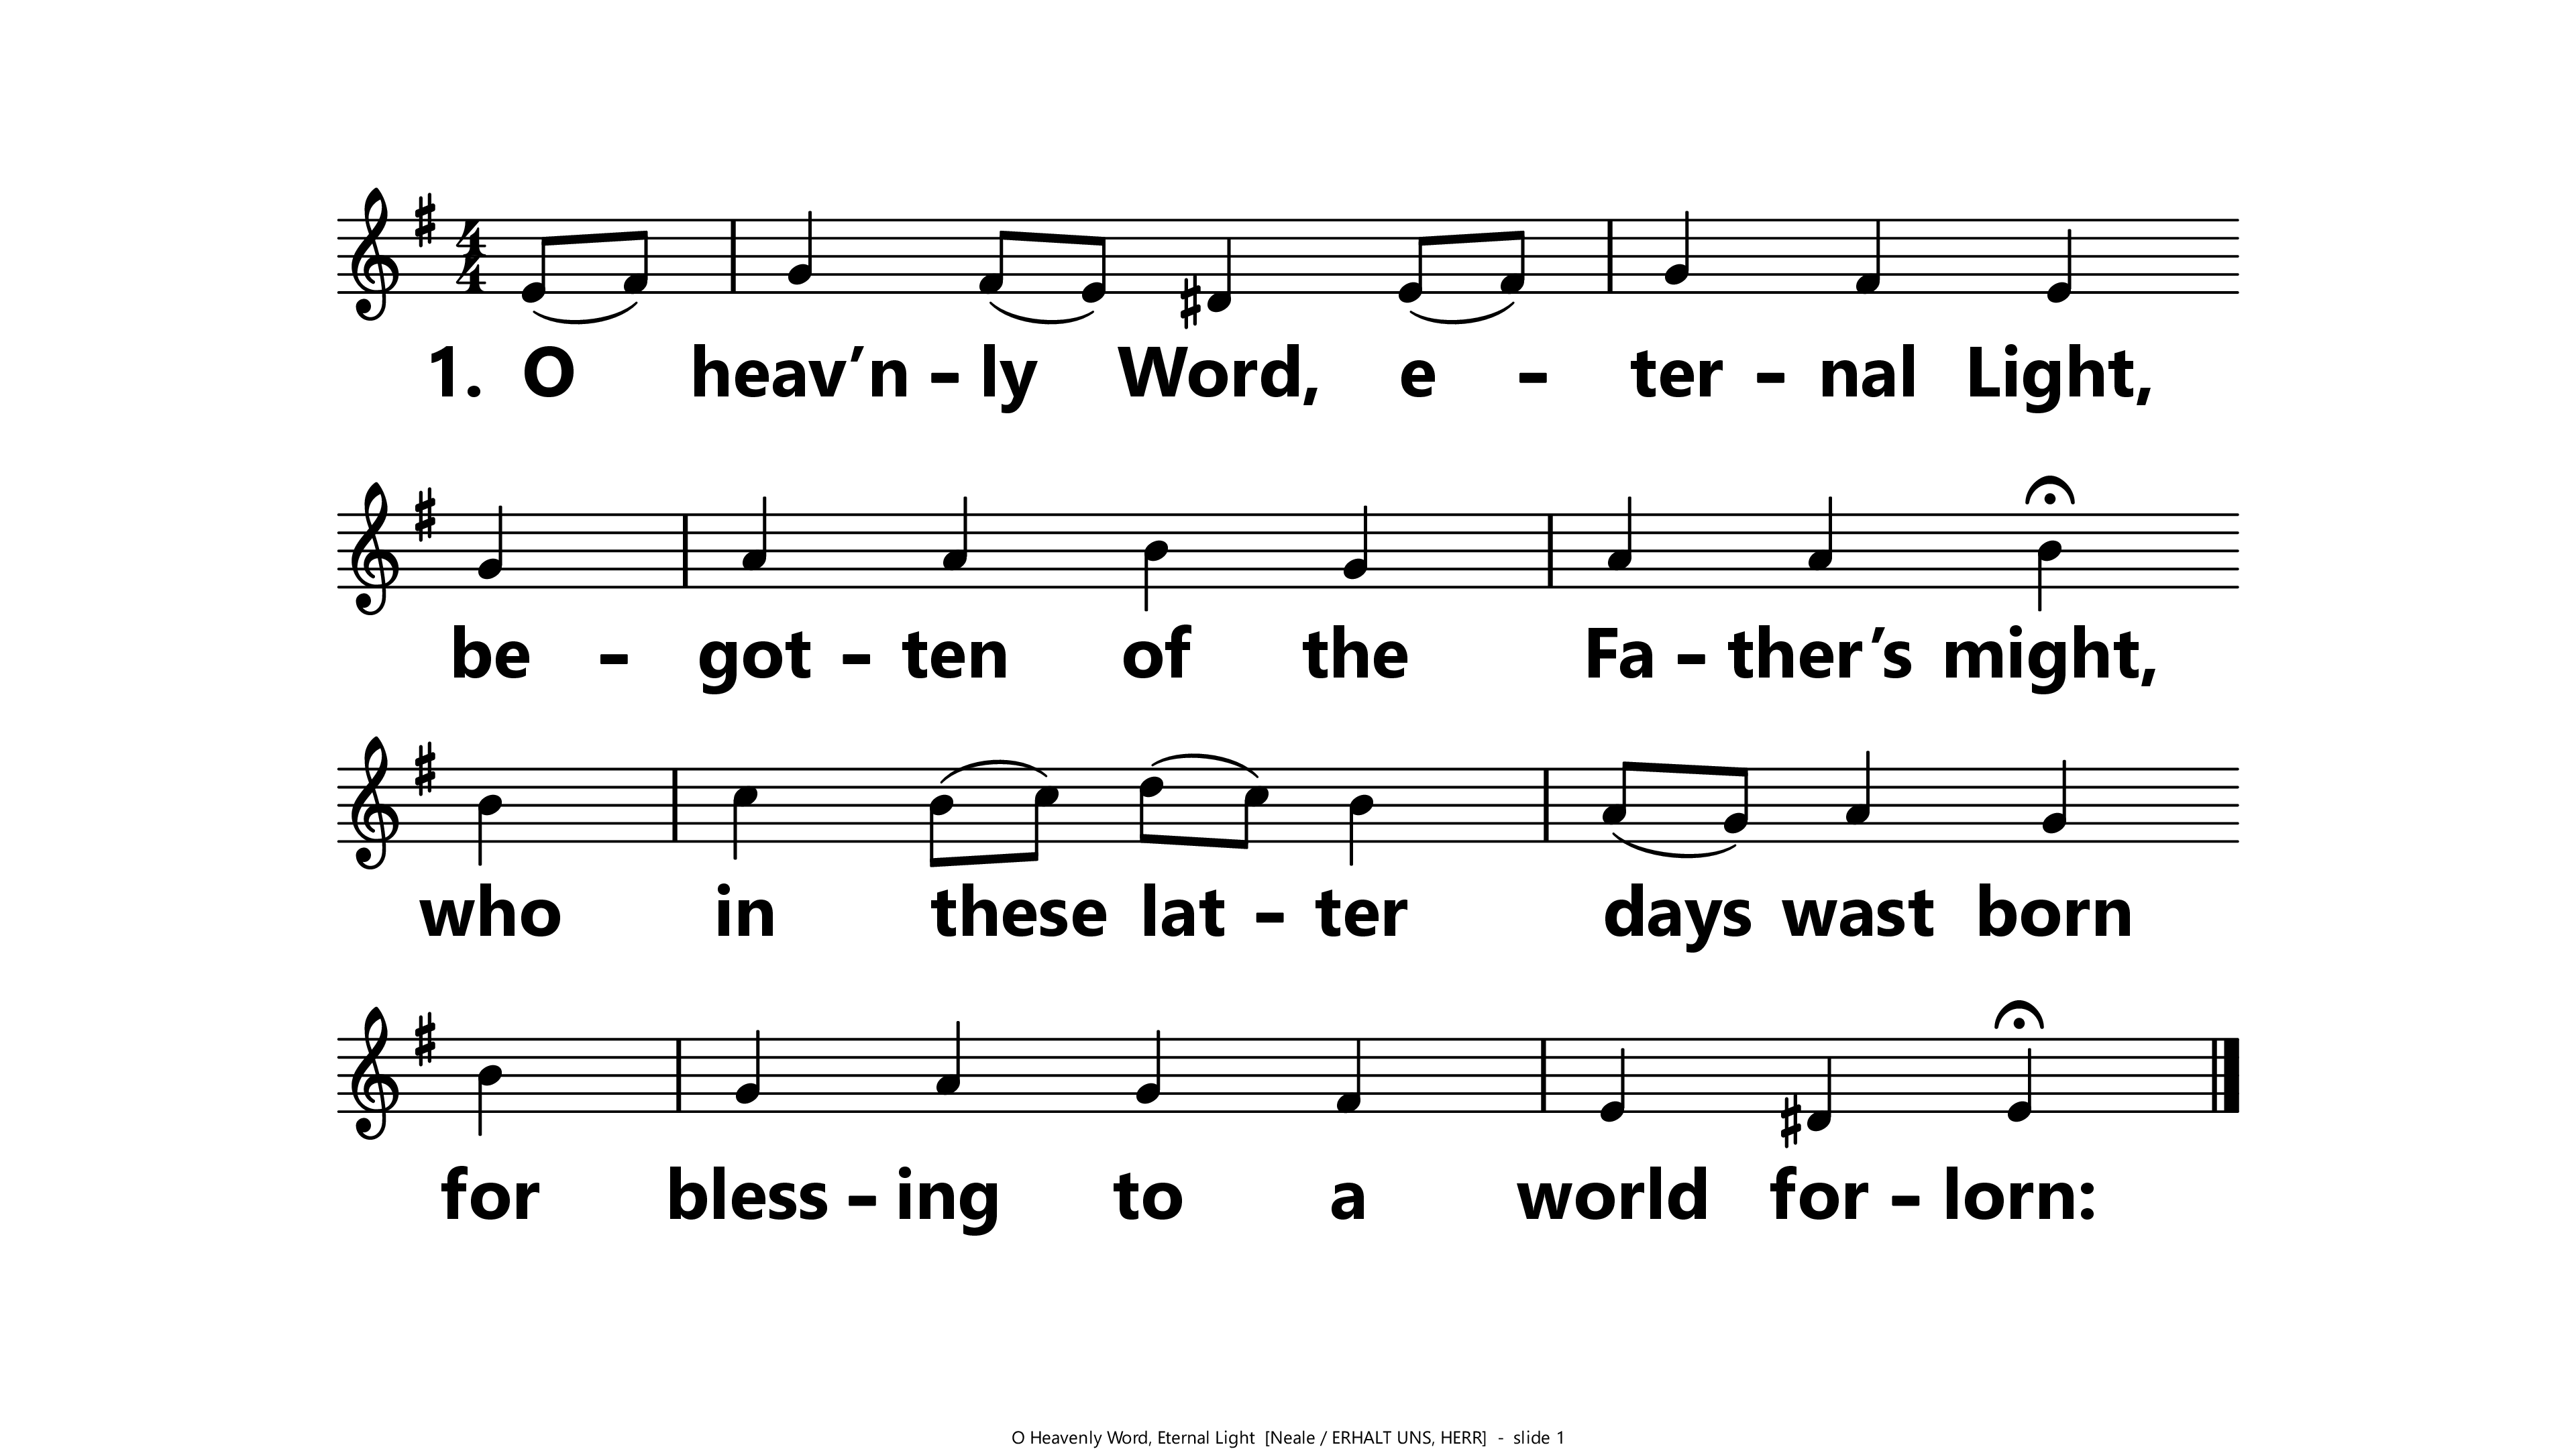 1. O heav’n – ly Word, e – ter – nal Light,
be – got – ten of the Fa – ther’s might,
who in these lat – ter days wast born
for bless – ing to a world for – lorn:
O Heavenly Word, Eternal Light [Neale / ERHALT UNS, HERR] - slide 1